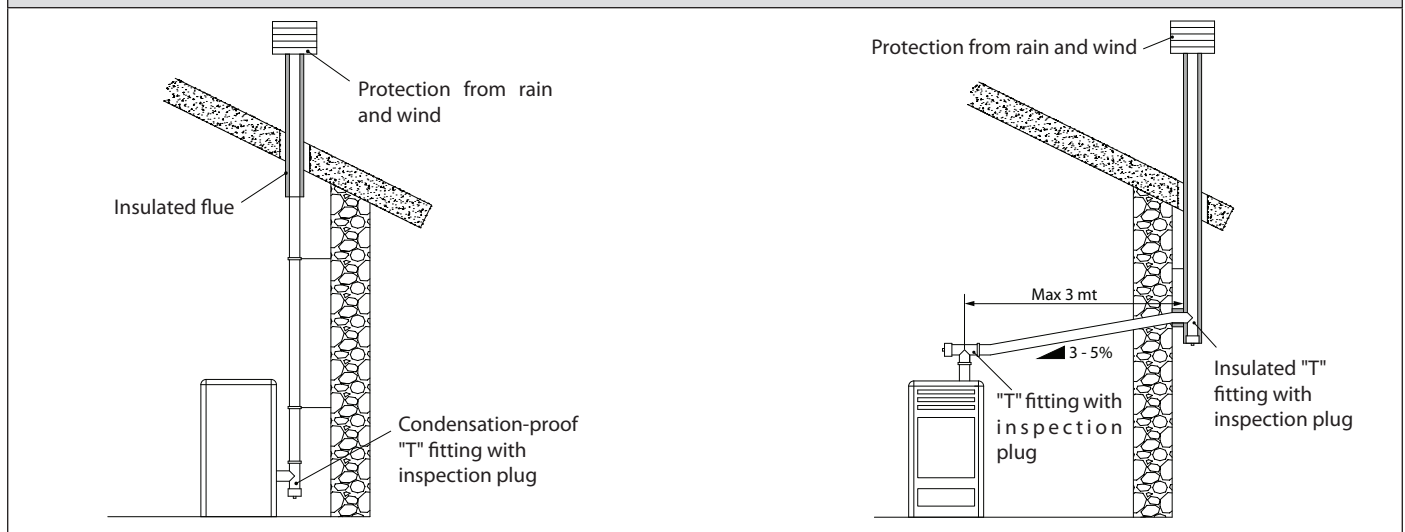 Protection from rain
and wind
Insulated flue
Condensation-proof
"T" fitting with
inspection plug
Protection from rain and wind
Max 3 mt
3 - 5%
"T" fitting with
inspection
plug
Insulated "T"
fitting with
inspection plug